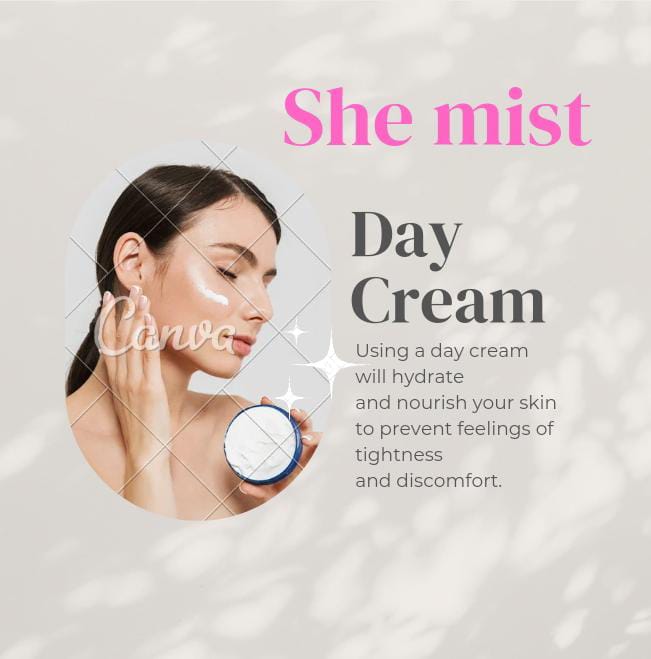 She mist
Day
Cream
Canva
Using a day cream
will hydrate
and nourish your skin
to prevent feelings of
tightness
and discomfort.